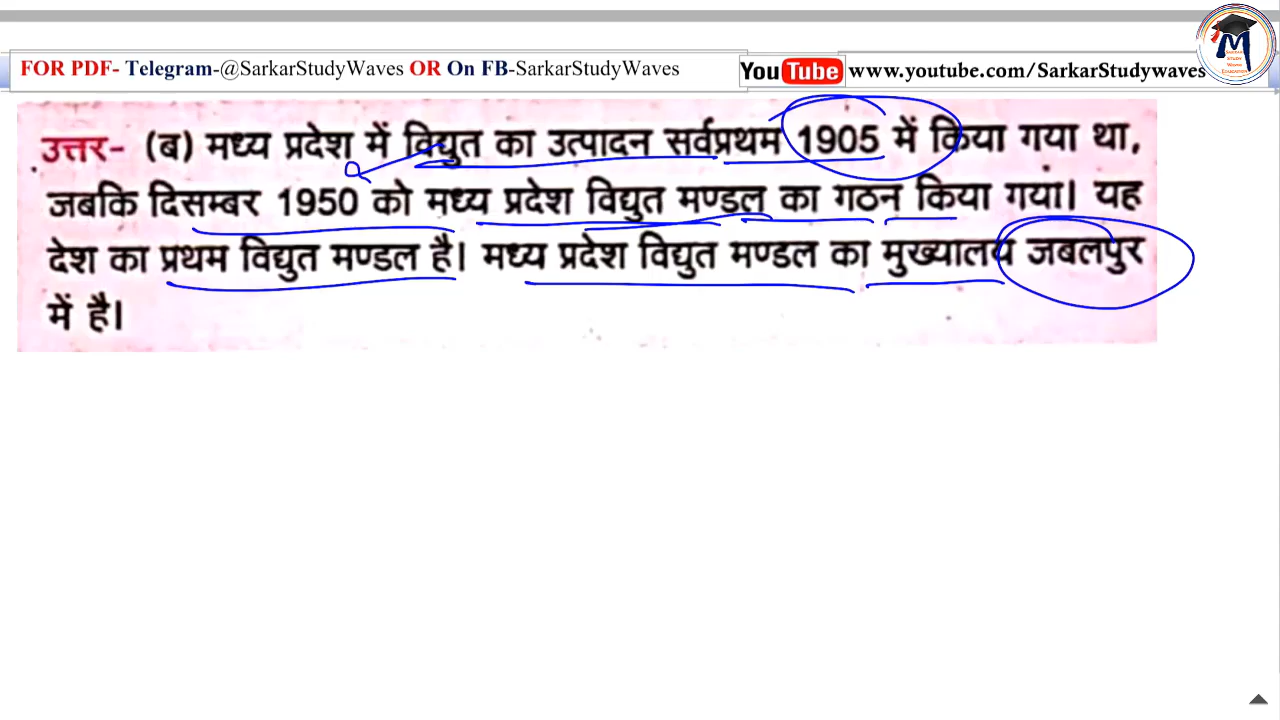 FOR PDF- Telegram-@SarkarStudyWaves OR On FB-SarkarStudyWaves
YouTube www.youtube.com/SarkarStudywaves
उत्तर- (ब) मध्य प्रदेश में विद्युत का उत्पादन सर्वप्रथम 1905 में किया गया था,
जबकि दिसम्बर 1950 को मध्य प्रदेश विद्युत मण्डल का गठन किया गया। यह
देश का प्रथम विद्युत मण्डल है। मध्य प्रदेश विद्युत मण्डल का मुख्यालय जबलपुर
में है।